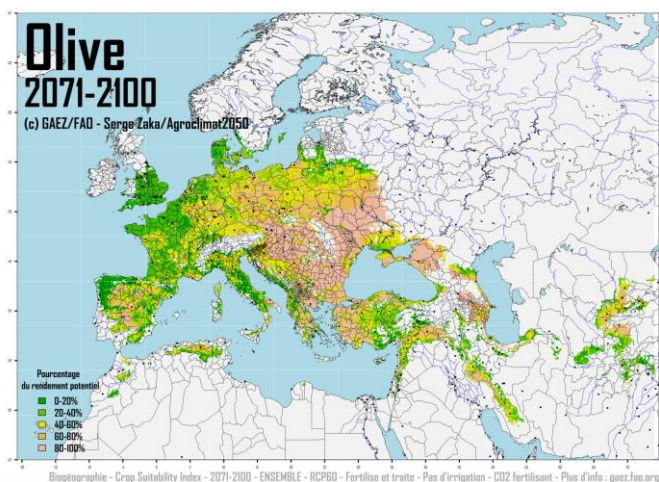 Olive
2071-2100
(c) GAEZ/FAO - Serge Zaka/Agroclimat2050
Pourcentage
du rendement potentiel
0-20%
20-40%
40-60%
60-80%
80-100%
Biogéographie - Crop Suitability Index - 2071-2100 - ENSEMBLE - RCP60 - Fertilise et traite - Pas d'irrigation - CO2 fertilisant - Plus d'info : gaez.fao.org